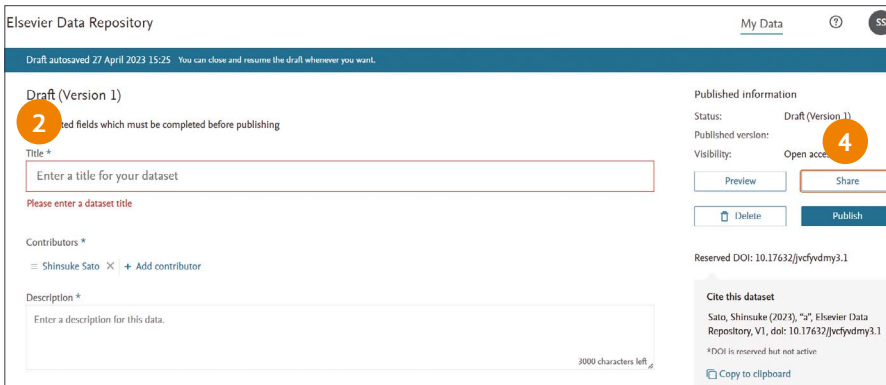 Elsevier Data Repository
My Data
?
SS
Draft autosaved 27 April 2023 15:25 You can close and resume the draft whenever you want.
Draft (Version 1)
2
ted fields which must be completed before publishing
Title *
Enter a title for your dataset
Please enter a dataset title
Contributors *
Shinsuke Sato × + Add contributor
Description *
Enter a description for this data.
3000 characters left
Published information
Status: Draft (Version 1)
Published version:
4
Visibility: Open acce
Preview Share
Delete Publish
Reserved DOI: 10.17632/jvcfyvdmy3.1
Cite this dataset
Sato, Shinsuke (2023), “a”, Elsevier Data
Repository, V1, doi: 10.17632/jvcfyvdmy3.1
*DOI is reserved but not active
Copy to clipboard